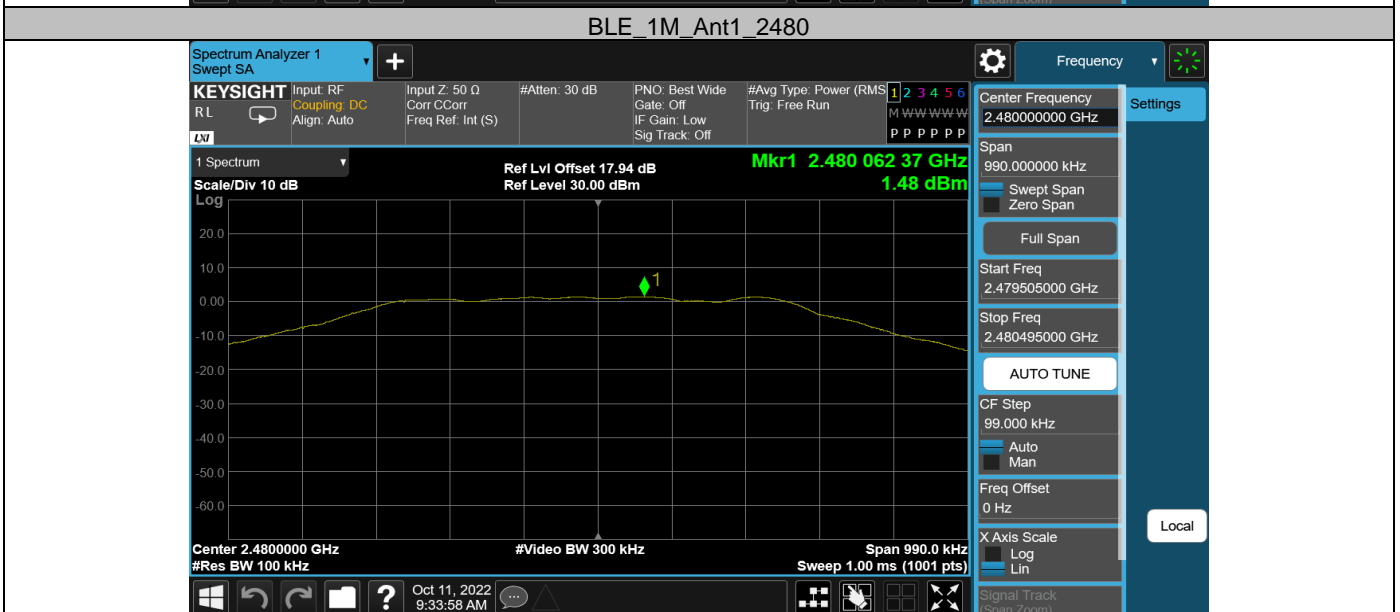 (Span Zoom)
BLE_1M_Ant1_2480
Spectrum Analyzer 1
Swept SA
Frequency
KEYSIGHT
RL
LXI
Input: RF
Coupling: DC
Align: Auto
Input Z: 50 Ω
Corr CCorr
Freq Ref: Int (S)
#Atten: 30 dB
PNO: Best Wide
Gate: Off
IF Gain: Low
Sig Track: Off
#Avg Type: Power (RMS
Trig: Free Run
1 2 3 4 5 6
M W W W W W
P P P P P P
Center Frequency
2.480000000 GHz
Settings
Span
990.000000 kHz
Swept Span
Zero Span
Full Span
Start Freq
2.479505000 GHz
Stop Freq
2.480495000 GHz
AUTO TUNE
CF Step
99.000 kHz
Auto
Man
Freq Offset
0 Hz
X Axis Scale
Log
Lin
Local
Signal Track
(Span Zoom)
1 Spectrum
Scale/Div 10 dB
Ref Lvl Offset 17.94 dB
Ref Level 30.00 dBm
Mkr1 2.480 062 37 GHz
1.48 dBm
Log
20.0
10.0
0.00
-10.0
-20.0
-30.0
-40.0
-50.0
-60.0
1
Center 2.4800000 GHz
#Res BW 100 kHz
#Video BW 300 kHz
Span 990.0 kHz
Sweep 1.00 ms (1001 pts)
?
Oct 11, 2022
9:33:58 AM